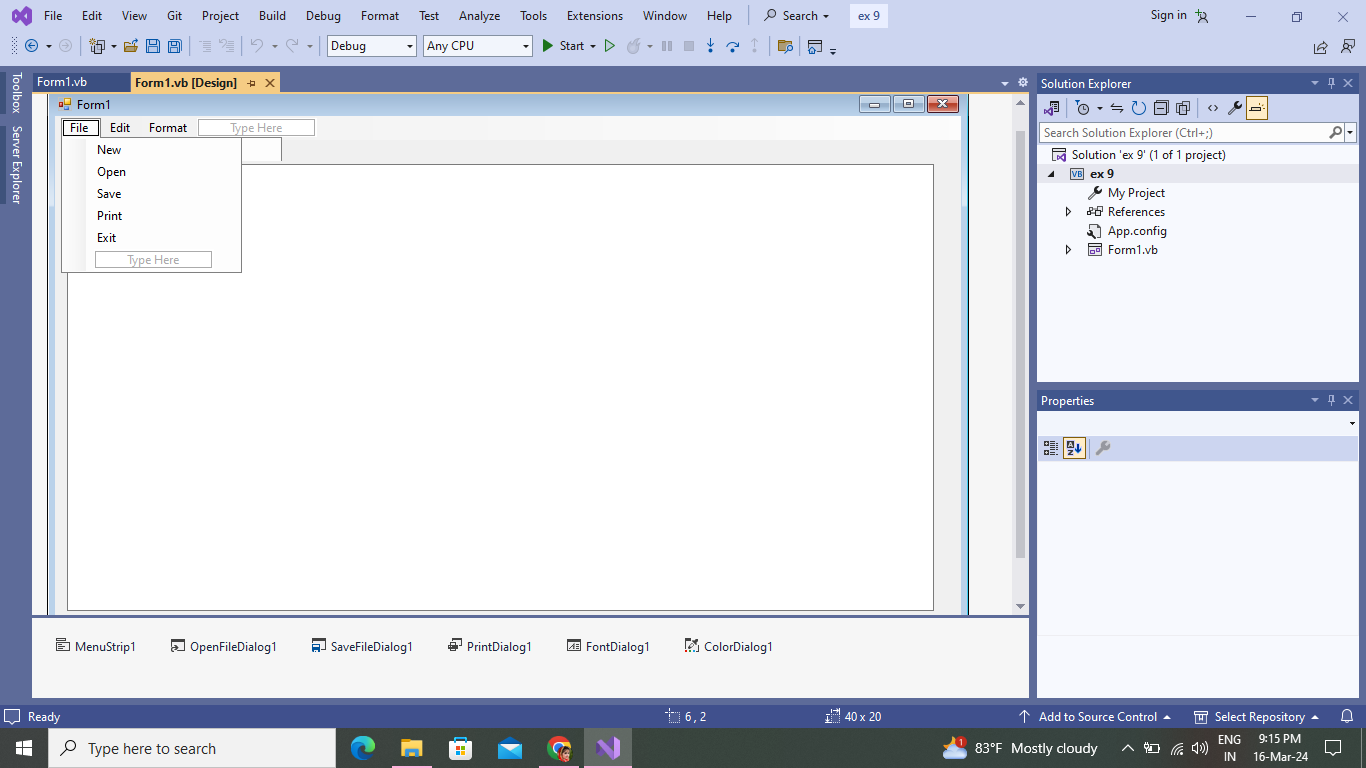 File Edit View Git Project Build Debug Format Test Analyze Tools Extensions Window Help Search ex 9 Sign in
Debug Any CPU Start
Toolbox
Server Explorer
Form1.vb Form1.vb [Design]
Form1
File Edit Format Type Here
New
Open
Save
Print
Exit
Type Here
MenuStrip1 OpenFileDialog1 SaveFileDialog1 PrintDialog1 FontDialog1 ColorDialog1
Solution Explorer
Search Solution Explorer (Ctrl+;)
Solution 'ex 9' (1 of 1 project)
VB ex 9
My Project
References
App.config
Form1.vb
Properties
Ready 6 , 2 40 x 20 Add to Source Control Select Repository
Type here to search 1 83°F Mostly cloudy ENG IN 9:15 PM 16-Mar-24